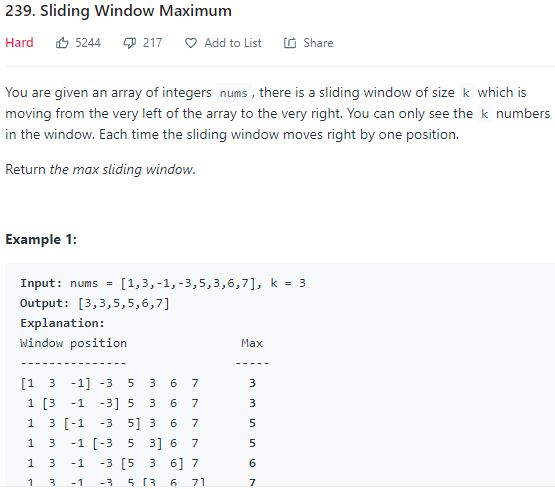 239. Sliding Window Maximum
Hard 5244 217 Add to List Share
You are given an array of integers nums , there is a sliding window of size k which is
moving from the very left of the array to the very right. You can only see the k numbers
in the window. Each time the sliding window moves right by one position.
Return the max sliding window.
Example 1:
Input: nums = [1,3,-1,-3,5,3,6,7], k = 3
Output: [3,3,5,5,6,7]
Explanation:
Window position Max
--------------- -----
[1 3 -1] -3 5 3 6 7 3
1 [3 -1 -3] 5 3 6 7 3
1 3 [-1 -3 5] 3 6 7 5
1 3 -1 [-3 5 3] 6 7 5
1 3 -1 -3 [5 3 6] 7 6
1 3 -1 -3 5 [3 6 7] 7